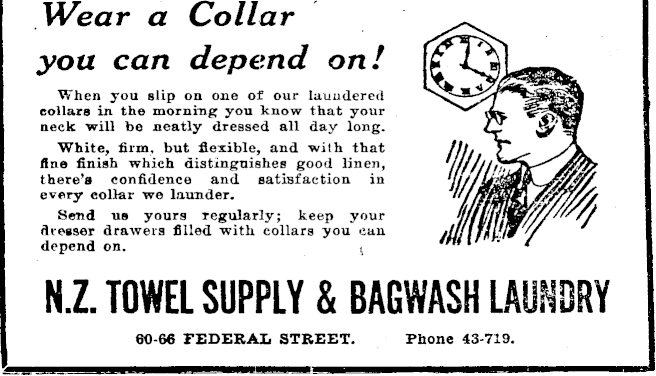 Wear a Collar
you can depend on!
When you slip on one of our laundered
collars in the morning you know that your
neck will be neatly dressed all day long.
White, firm, but flexible, and with that
fine finish which distinguishes good linen,
there's confidence and satisfaction in
every collar we launder.
Send us yours regularly; keep your
dresser drawers filled with collars you can
depend on.
N.Z. TOWEL SUPPLY & BAGWASH LAUNDRY
60-66 FEDERAL STREET. Phone 43-719.